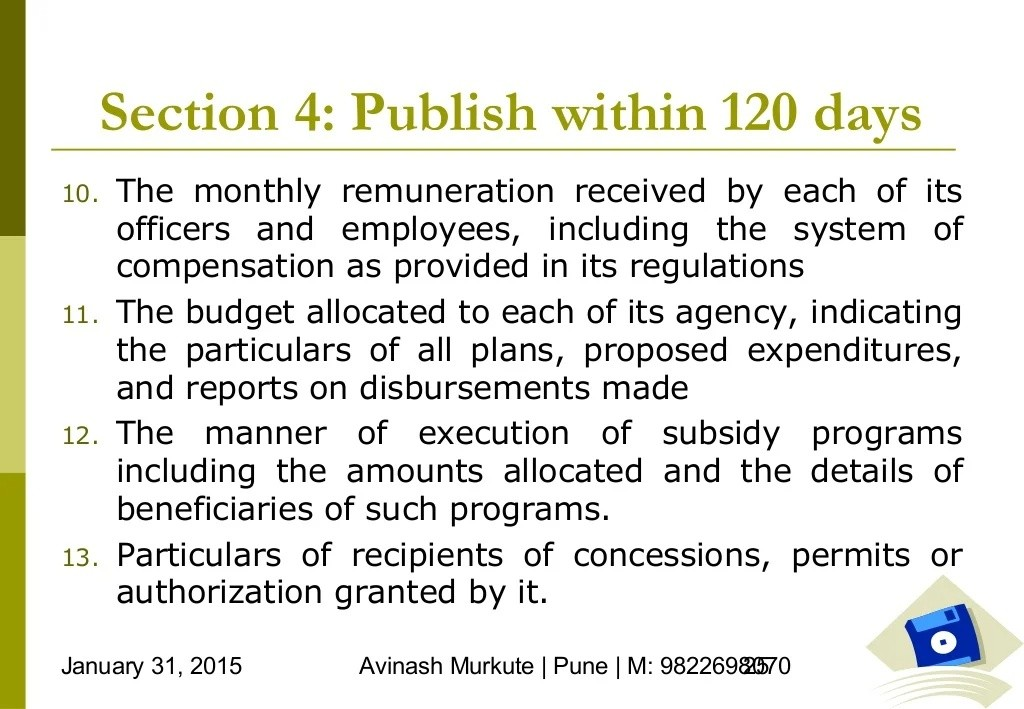 Section 4: Publish within 120 days
10. The monthly remuneration received by each of its
officers and employees, including the system of
compensation as provided in its regulations
11. The budget allocated to each of its agency, indicating
the particulars of all plans, proposed expenditures,
and reports on disbursements made
12. The manner of execution of subsidy programs
including the amounts allocated and the details of
beneficiaries of such programs.
13. Particulars of recipients of concessions, permits or
authorization granted by it.
January 31, 2015 Avinash Murkute | Pune | M: